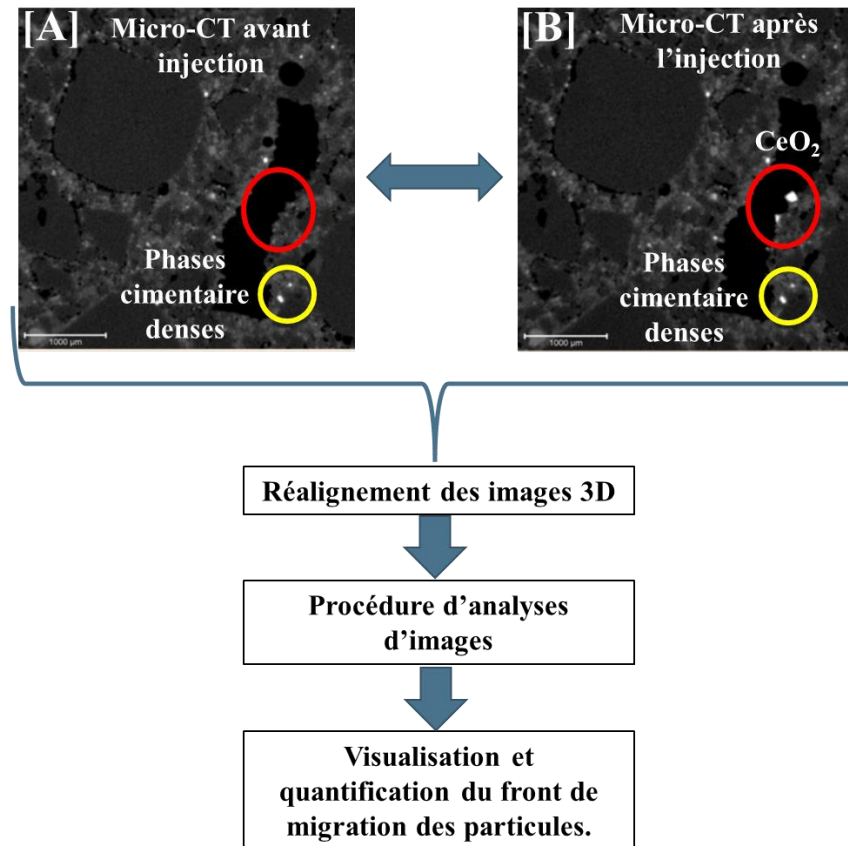 [A] Micro-CT avant
injection
Phases
cimentaire
denses
1000 µm
[B] Micro-CT après
l’injection
CeO₂
Phases
cimentaire
denses
1000 µm
Réalignement des images 3D
Procédure d’analyses
d’images
Visualisation et
quantification du front de
migration des particules.